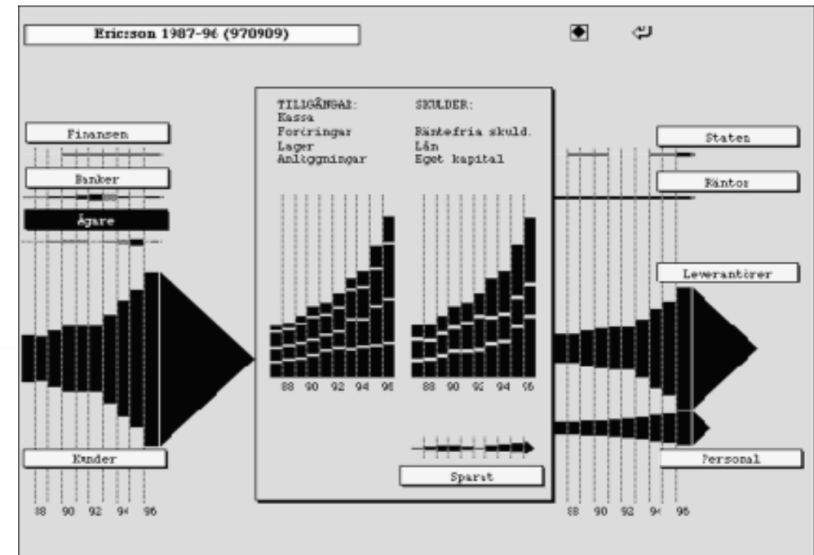 Ericsson 1987-96 (970909)
Finansen
Banker
Ägare
Kunder
88 90 92 94 96
TILLGÅNGAR:
Kassa
Fordringar
Lager
Anläggningar
SKULDER:
Räntefria skuld.
Lån
Eget kapital
88 90 92 94 96
88 90 92 94 96
Sparat
Staten
Räntor
Leverantörer
Personal
88 90 92 94 96